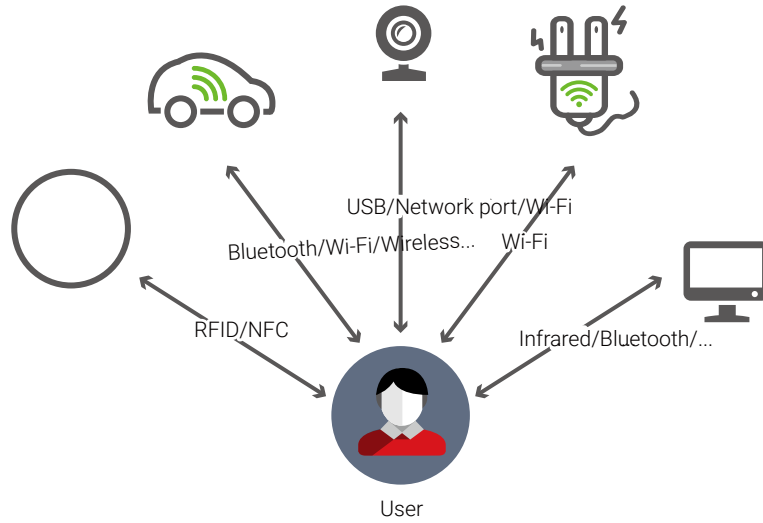 USB/Network port/Wi-Fi
Bluetooth/Wi-Fi/Wireless...
Wi-Fi
RFID/NFC
Infrared/Bluetooth/...
User